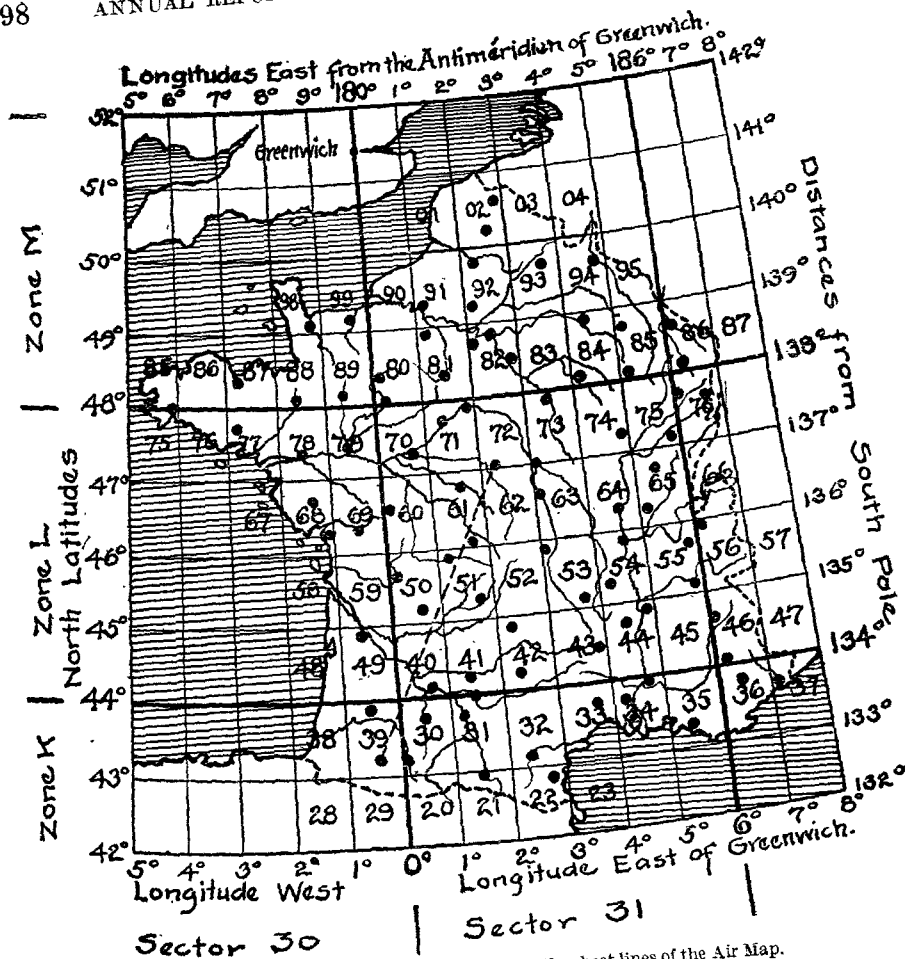 98 ANNUAL
Longitudes East from the Antimeridian of Greenwich.
5° 6° 7° 8° 9° 180° 1° 2° 3° 4° 5° 186° 7° 8°
142°
52°
Greenwich
141°
51°
01 02 03 04
140°
50°
98 99 90 91 92 93 94 95
139°
49°
85 86 87 88 89 80 81 82 83 84 85 86 87
138°
48°
75 76 77 78 79 70 71 72 73 74 75 76
137°
47°
67 68 69 60 61 62 63 64 65 66
136°
46°
58 59 50 51 52 53 54 55 56 57
135°
45°
48 49 40 41 42 43 44 45 46 47
134°
44°
38 39 30 31 32 33 34 35 36 37
133°
43°
28 29 20 21 22 23
132°
42°
5° 4° 3° 2° 1° 0° 1° 2° 3° 4° 5° 6° 7° 8°
Longitude West
Longitude East of Greenwich.
Sector 30
Sector 31
Zone M
Zone L
North Latitudes
Zone K
Distances from South Pole
sheet lines of the Air Map.